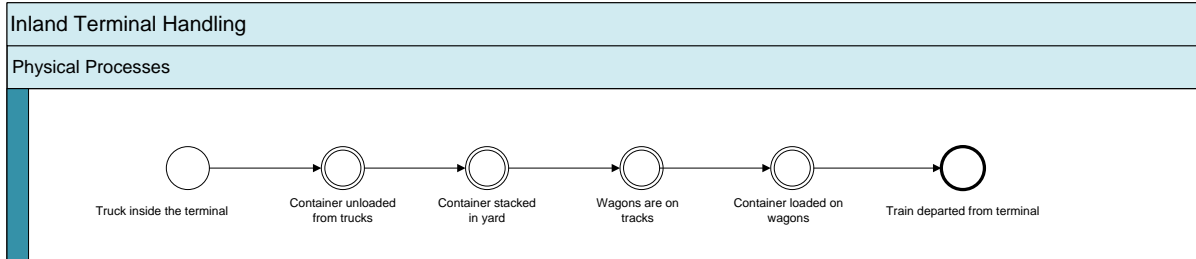 Inland Terminal Handling
Physical Processes
Truck inside the terminal
Container unloaded
from trucks
Container stacked
in yard
Wagons are on
tracks
Container loaded on
wagons
Train departed from terminal